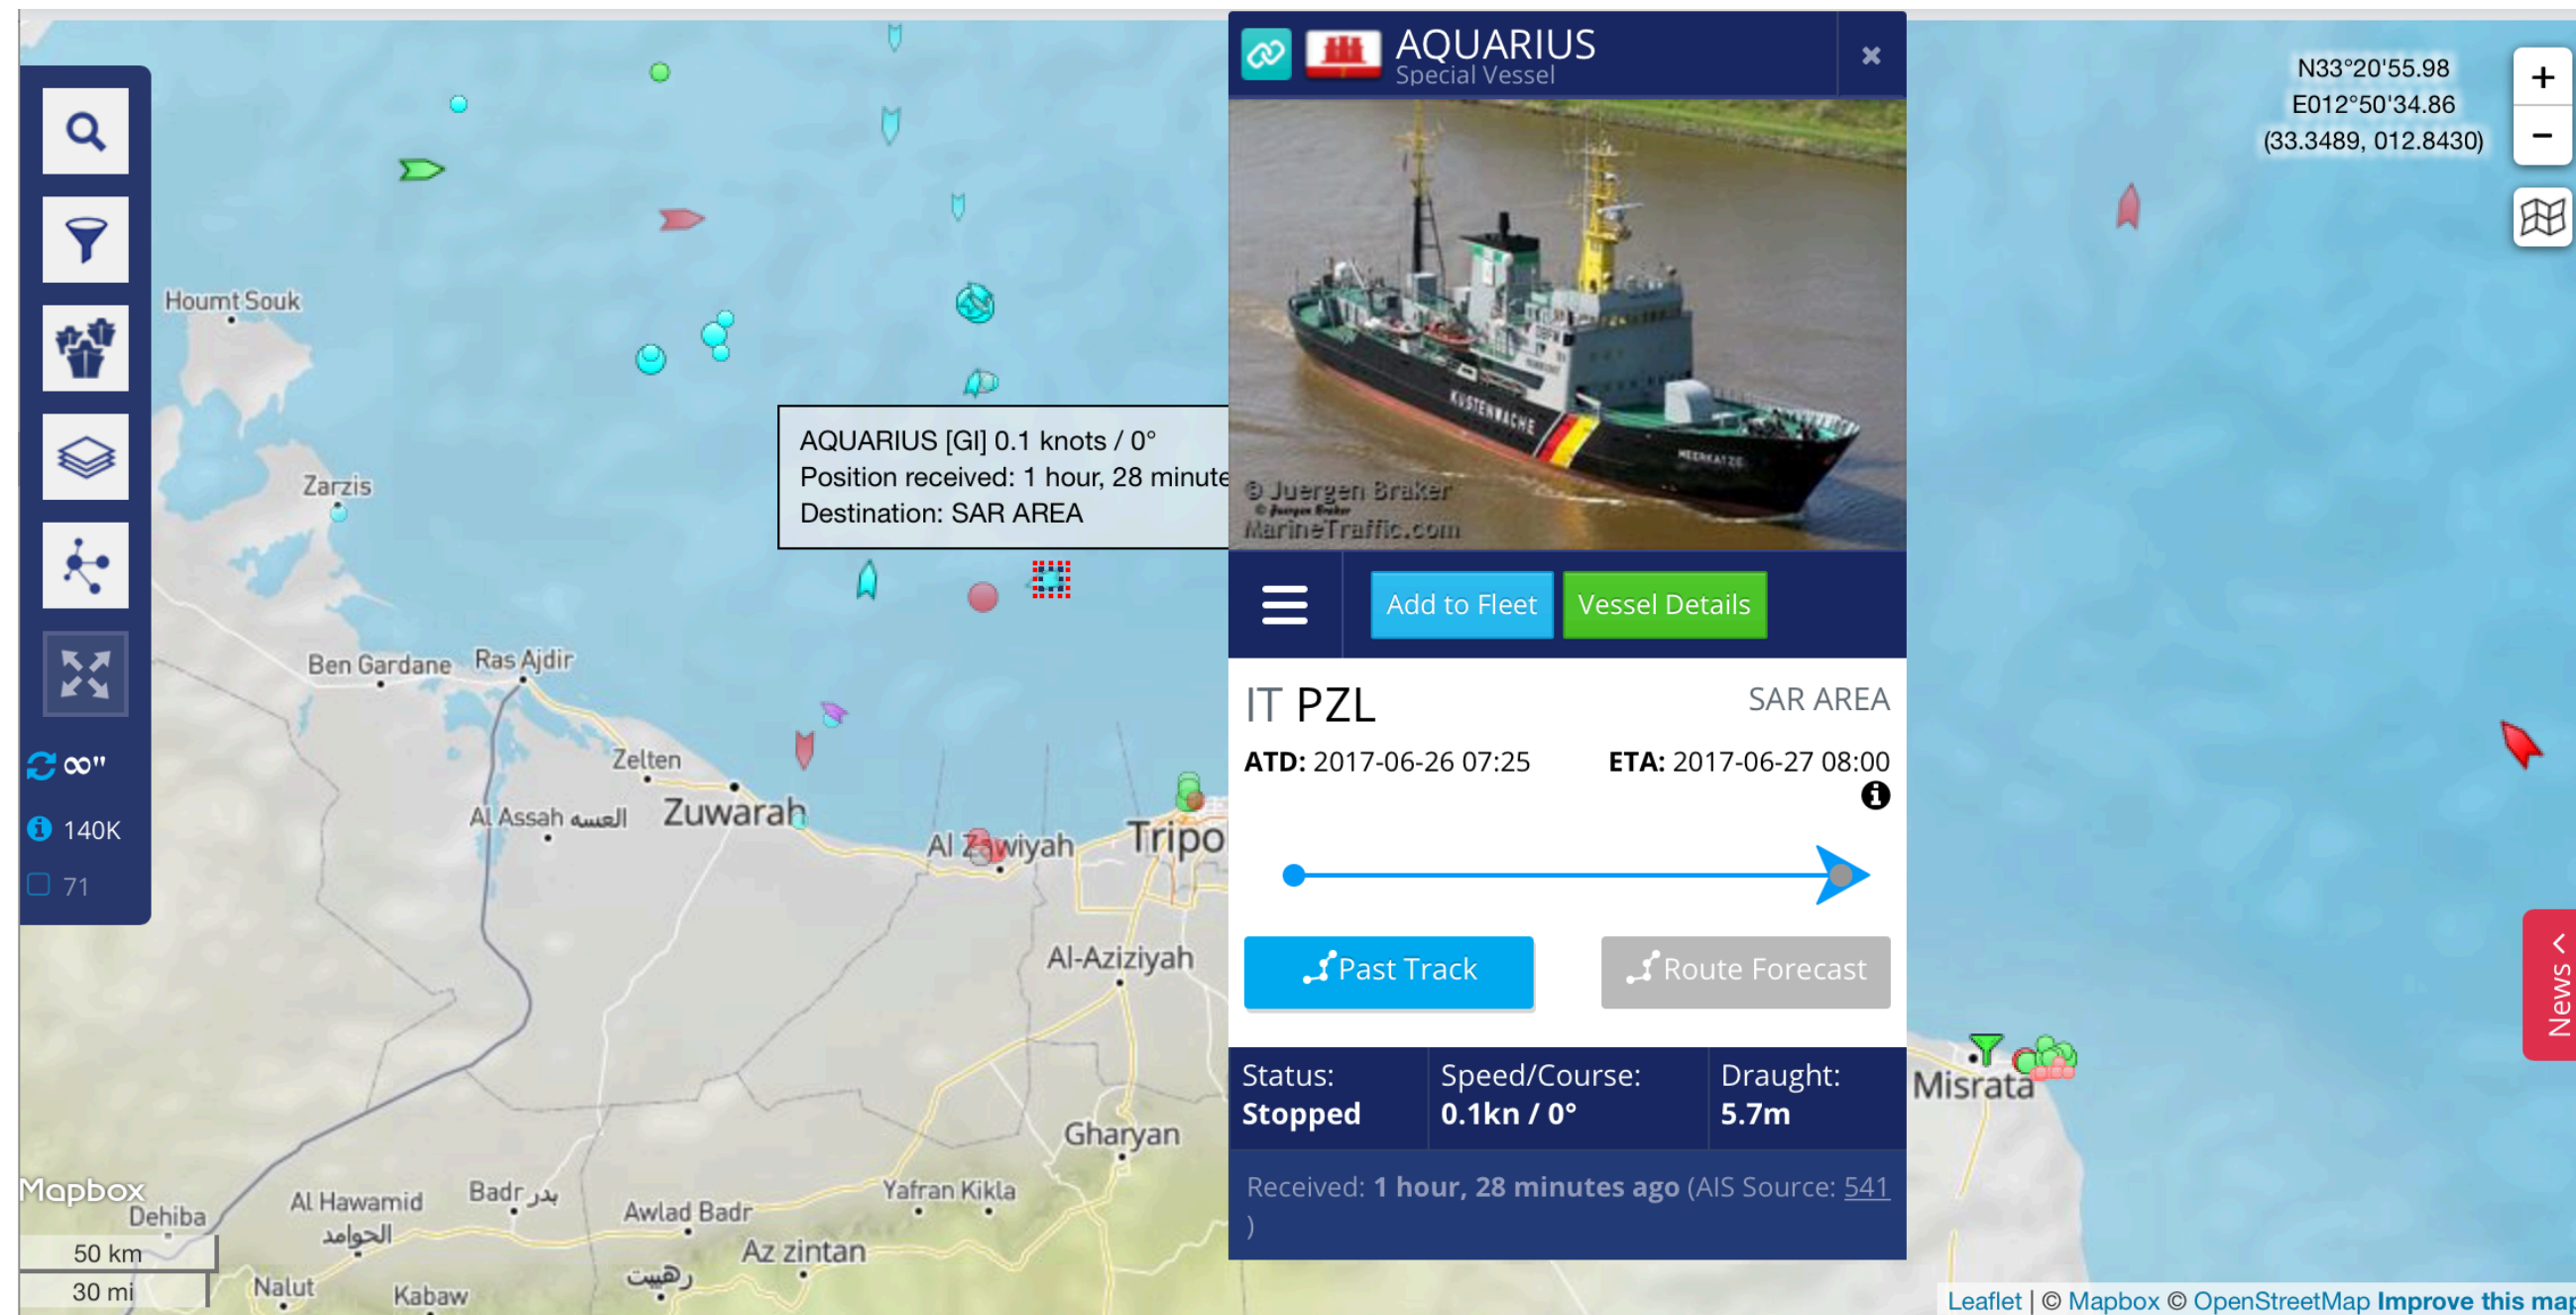 AQUARIUS
Special Vessel
N33°20'55.98
E012°50'34.86
(33.3489, 012.8430)
+
−
Houmt Souk
AQUARIUS [GI] 0.1 knots / 0°
Position received: 1 hour, 28 minute
Destination: SAR AREA
KÜSTENWACHE
MEERKATZE
© Juergen Braker
© Juergen Braker
MarineTraffic.com
Zarzis
Add to Fleet
Vessel Details
Ben Gardane
Ras Ajdir
IT PZL
SAR AREA
ATD: 2017-06-26 07:25
ETA: 2017-06-27 08:00
∞"
140K
71
Zelten
Al Assah العسه
Zuwarah
Al Zawiyah
Tripo
Al-Aziziyah
Past Track
Route Forecast
News
Misrata
Status:
Stopped
Speed/Course:
0.1kn / 0°
Draught:
5.7m
Gharyan
Received: 1 hour, 28 minutes ago (AIS Source: 541
)
Mapbox
Dehiba
Al Hawamid
الحوامد
Badr بدر
Awlad Badr
Yafran Kikla
Az zintan
رهيبت
50 km
30 mi
Nalut
Kabaw
Leaflet | © Mapbox © OpenStreetMap Improve this map